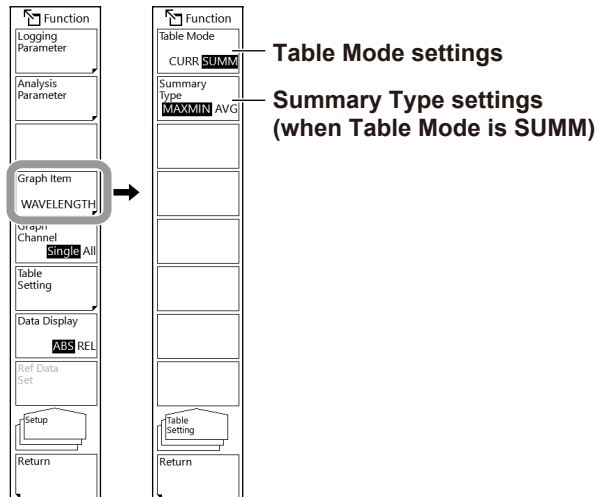 Function
Logging
Parameter
Analysis
Parameter
Graph Item
WAVELENGTH
Graph
Channel
Single All
Table
Setting
Data Display
ABS REL
Ref Data
Set
Setup
Return
Function
Table Mode
CURR SUMM
Summary
Type
MAXMIN AVG
Table
Setting
Return
Table Mode settings
Summary Type settings
(when Table Mode is SUMM)